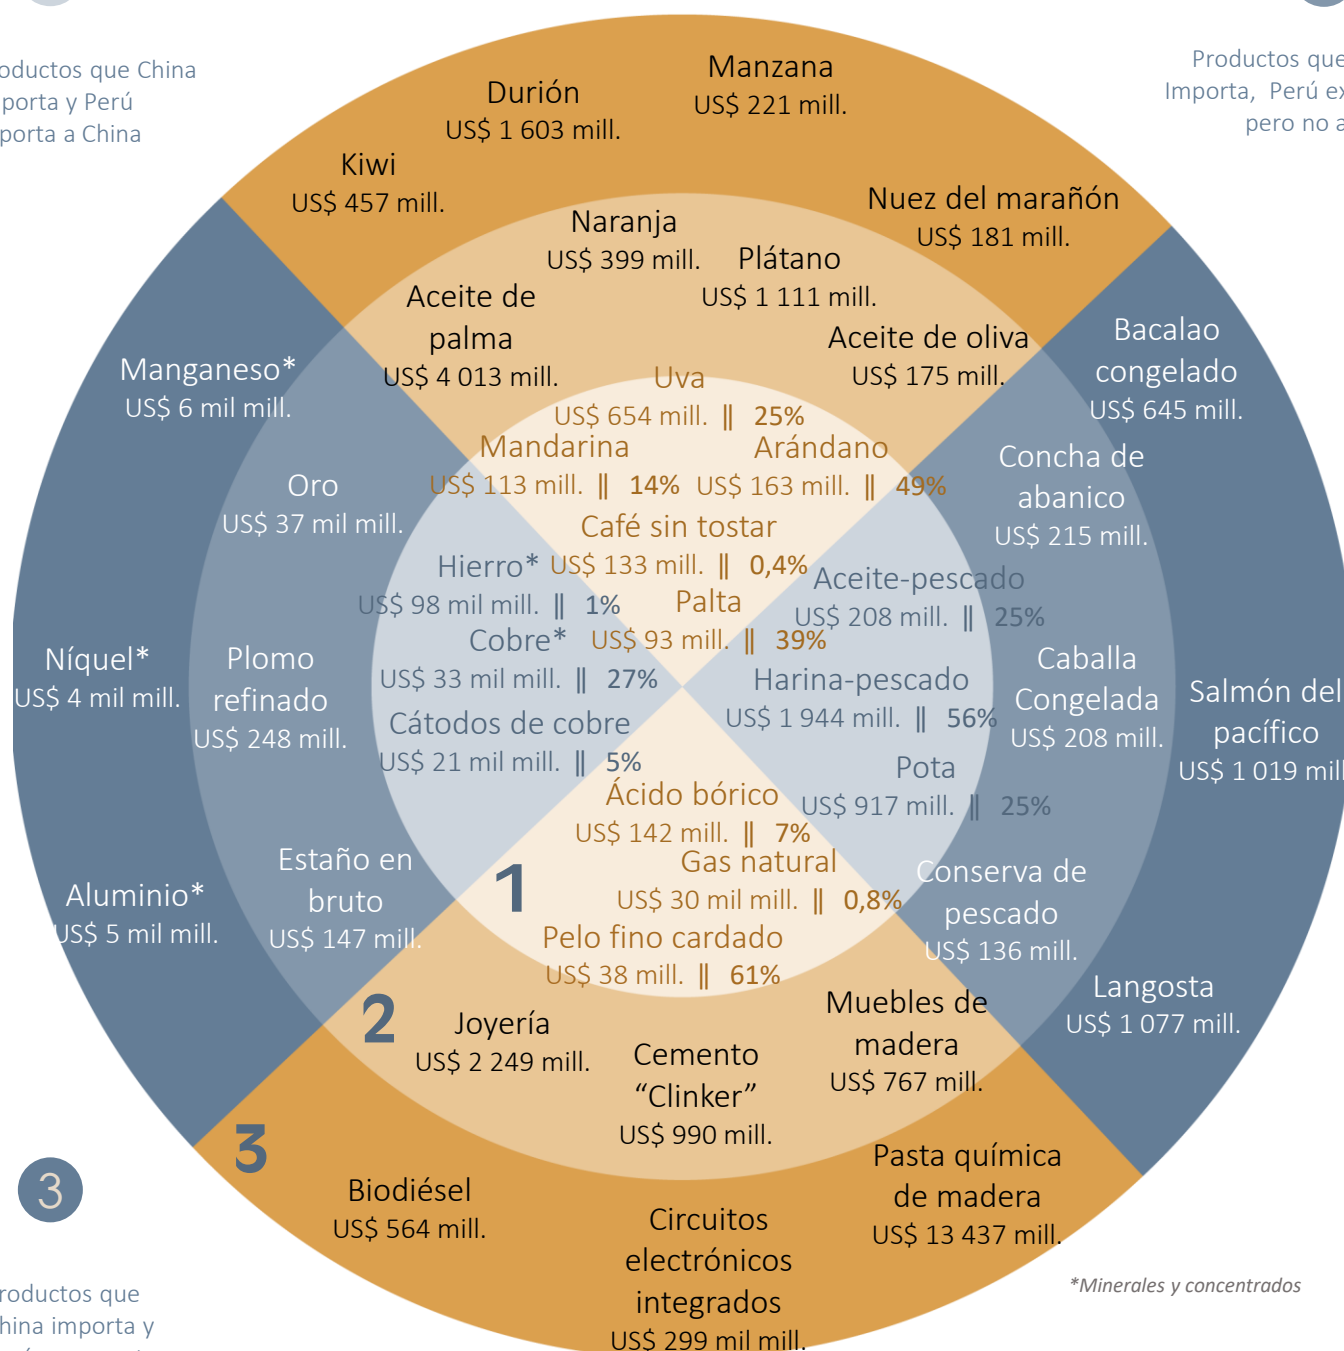 oductos que China
porta y Perú
porta a China
Productos que
Importa, Perú ex
pero no a
Manzana
US$ 221 mill.
Durión
US$ 1 603 mill.
Kiwi
US$ 457 mill.
Nuez del marañón
US$ 181 mill.
Naranja
US$ 399 mill.
Plátano
US$ 1 111 mill.
Aceite de
palma
US$ 4 013 mill.
Aceite de oliva
US$ 175 mill.
Uva
US$ 654 mill. || 25%
Mandarina
US$ 113 mill. || 14%
Arándano
US$ 163 mill. || 49%
Café sin tostar
US$ 133 mill. || 0,4%
Palta
US$ 93 mill. || 39%
Manganeso*
US$ 6 mil mill.
Oro
US$ 37 mil mill.
Hierro*
US$ 98 mil mill. || 1%
Cobre*
US$ 33 mil mill. || 27%
Cátodos de cobre
US$ 21 mil mill. || 5%
Níquel*
US$ 4 mil mill.
Plomo
refinado
US$ 248 mill.
Aluminio*
US$ 5 mil mill.
Estaño en
bruto
US$ 147 mill.
Bacalao
congelado
US$ 645 mill.
Concha de
abanico
US$ 215 mill.
Aceite-pescado
US$ 208 mill. || 25%
Harina-pescado
US$ 1 944 mill. || 56%
Pota
US$ 917 mill. || 25%
Caballa
Congelada
US$ 208 mill.
Salmón del
pacífico
US$ 1 019 mill
Conserva de
pescado
US$ 136 mill.
Langosta
US$ 1 077 mill.
Ácido bórico
US$ 142 mill. || 7%
Gas natural
US$ 30 mil mill. || 0,8%
Pelo fino cardado
US$ 38 mill. || 61%
1
2
3
Joyería
US$ 2 249 mill.
Cemento
“Clinker”
US$ 990 mill.
Muebles de
madera
US$ 767 mill.
Biodiésel
US$ 564 mill.
Circuitos
electrónicos
integrados
US$ 299 mil mill.
Pasta química
de madera
US$ 13 437 mill.
*Minerales y concentrados
3
roductos que
hina importa y